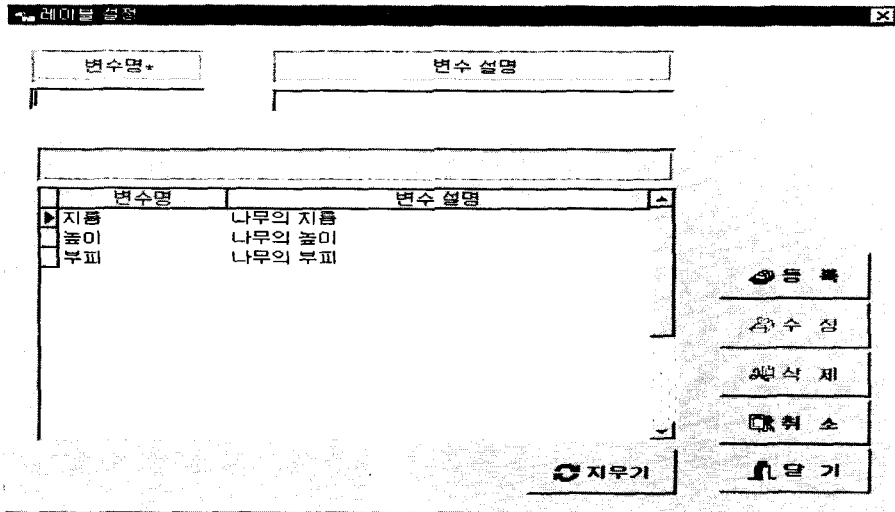 레이블 설정
변수명* 변수 설명
변수명 변수 설명
지름 나무의 지름
높이 나무의 높이
부피 나무의 부피
등 록
수 정
삭 제
취 소
지우기 닫 기